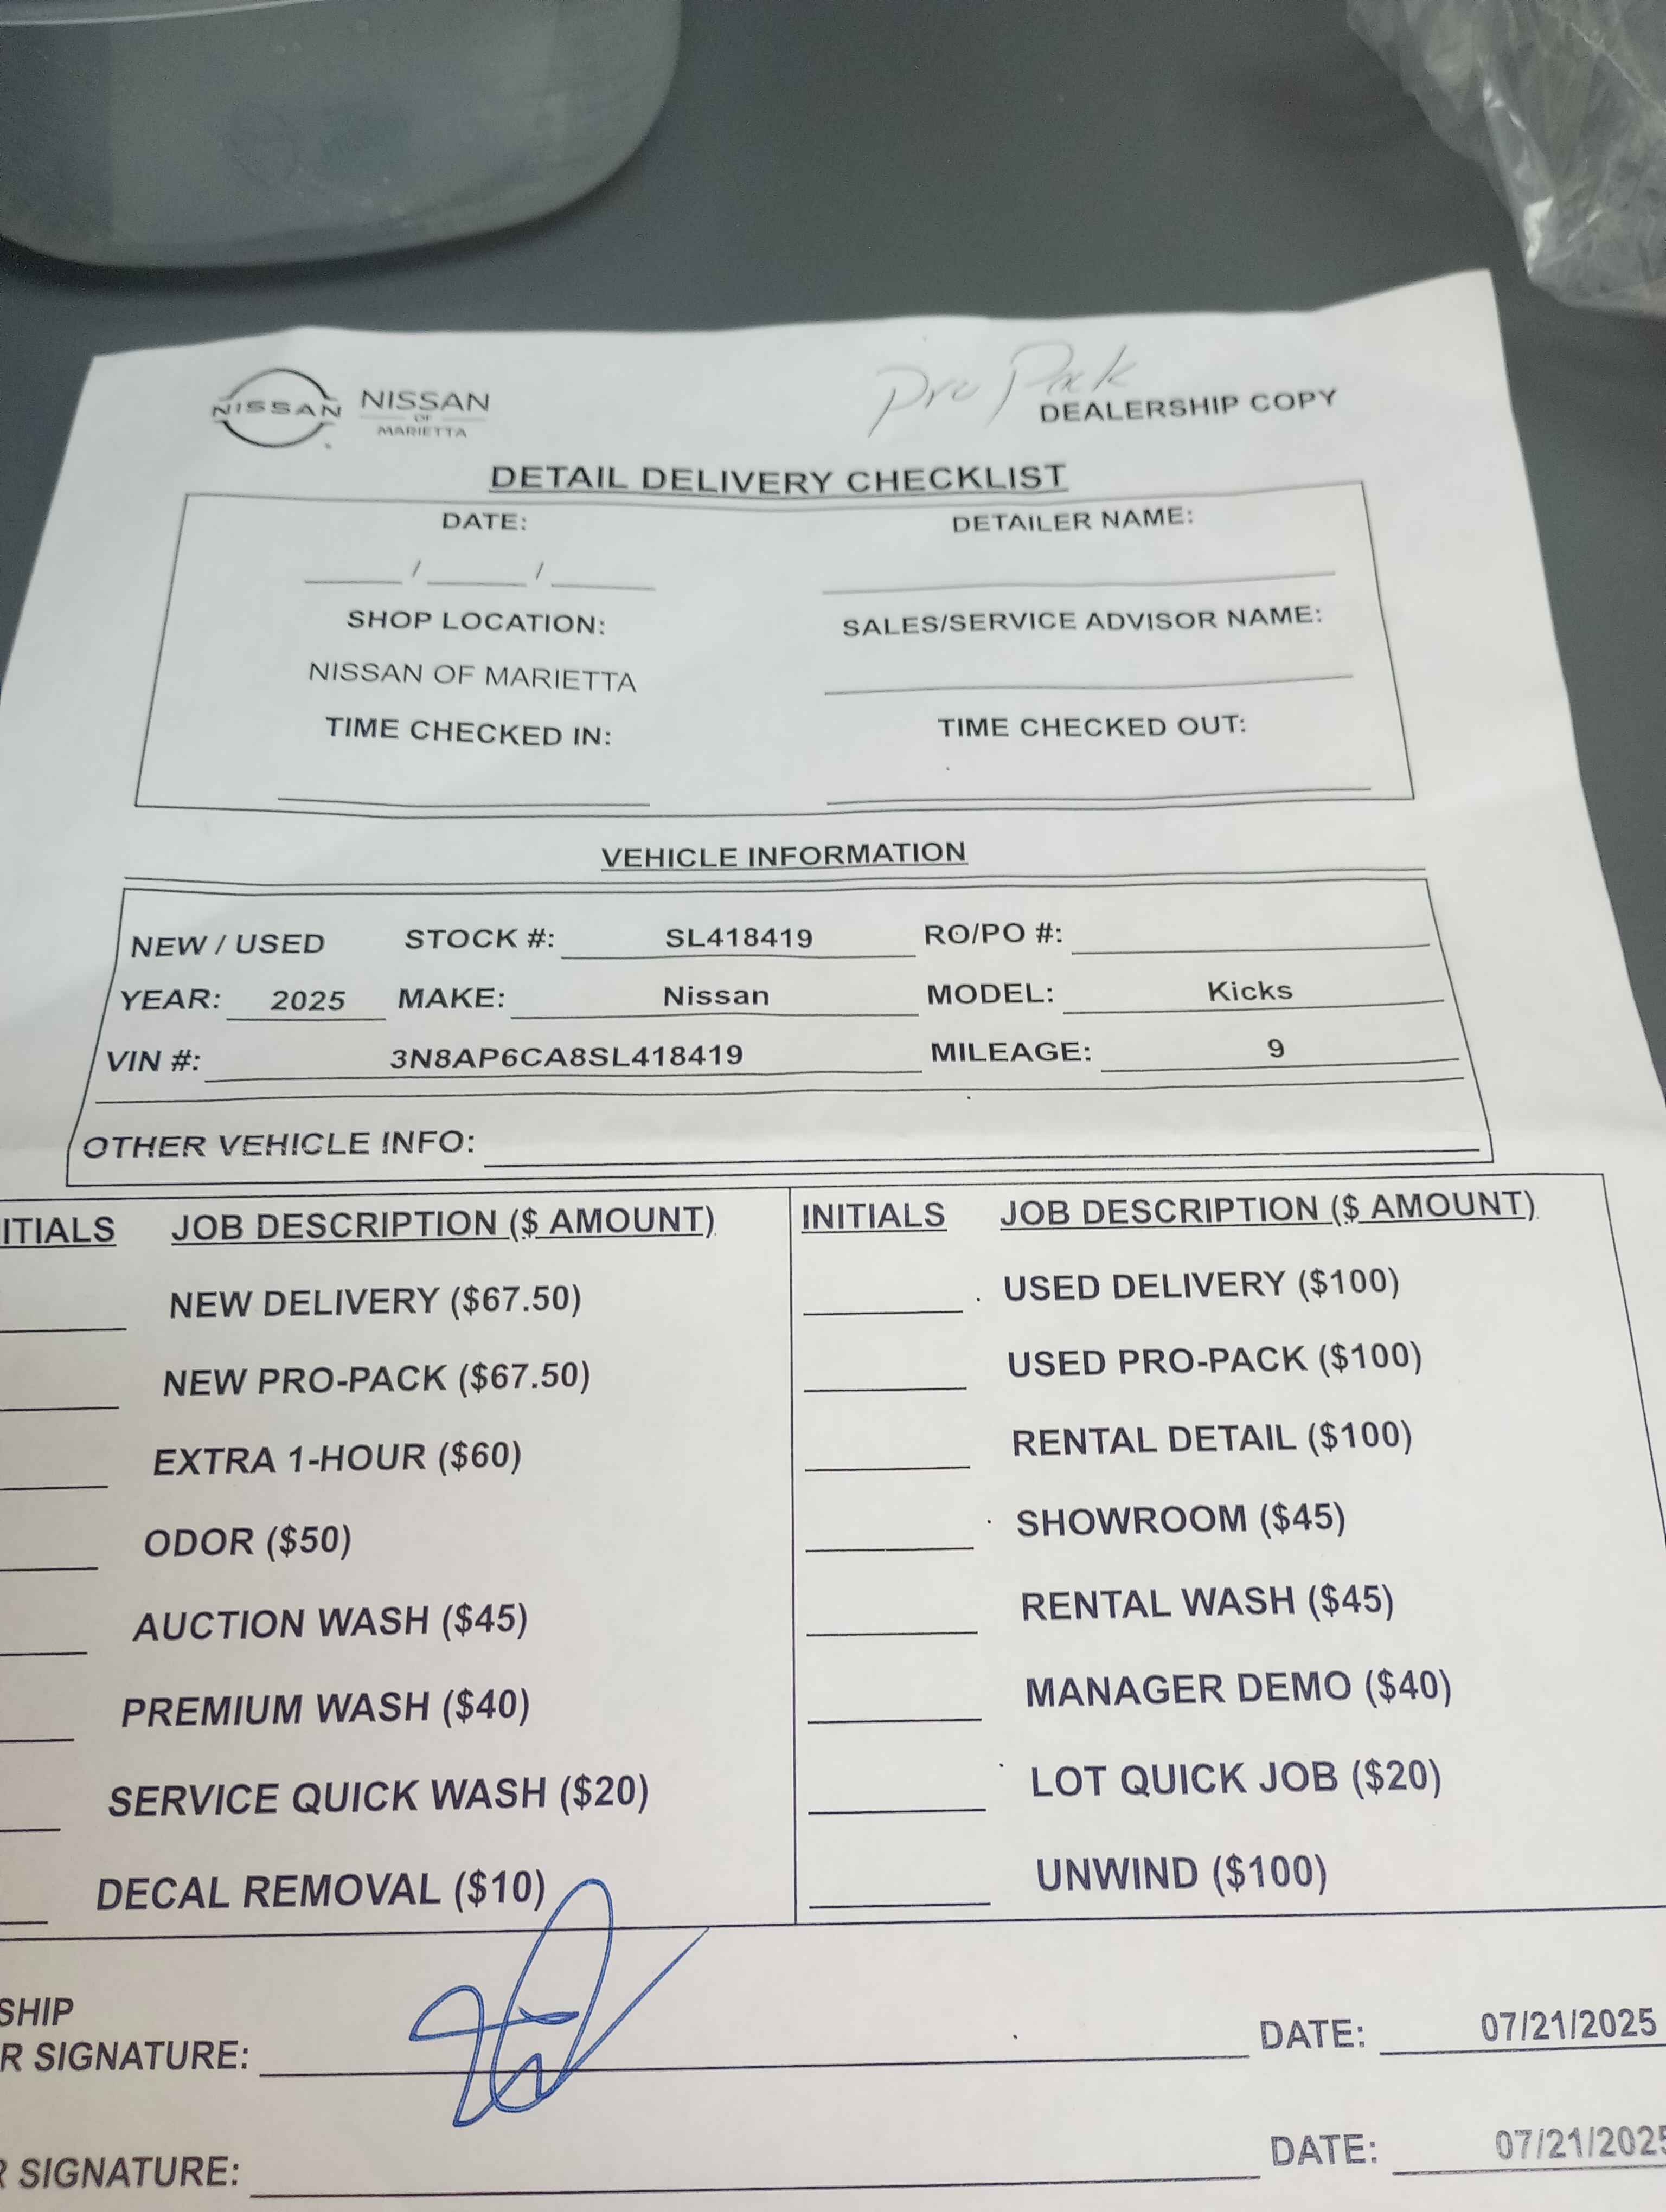 Pro Pack
NISSAN NISSAN OF MARIETTA DEALERSHIP COPY
DETAIL DELIVERY CHECKLIST
DATE: DETAILER NAME:
/ /
SHOP LOCATION: SALES/SERVICE ADVISOR NAME:
NISSAN OF MARIETTA
TIME CHECKED IN: TIME CHECKED OUT:
VEHICLE INFORMATION
NEW / USED STOCK #: SL418419 RO/PO #:
YEAR: 2025 MAKE: Nissan MODEL: Kicks
VIN #: 3N8AP6CA8SL418419 MILEAGE: 9
OTHER VEHICLE INFO:
ITIALS JOB DESCRIPTION ($ AMOUNT) INITIALS JOB DESCRIPTION ($ AMOUNT)
NEW DELIVERY ($67.50) USED DELIVERY ($100)
NEW PRO-PACK ($67.50) USED PRO-PACK ($100)
EXTRA 1-HOUR ($60) RENTAL DETAIL ($100)
ODOR ($50) SHOWROOM ($45)
AUCTION WASH ($45) RENTAL WASH ($45)
PREMIUM WASH ($40) MANAGER DEMO ($40)
SERVICE QUICK WASH ($20) LOT QUICK JOB ($20)
DECAL REMOVAL ($10) UNWIND ($100)
SHIP
R SIGNATURE: DATE: 07/21/2025
R SIGNATURE: DATE: 07/21/2025